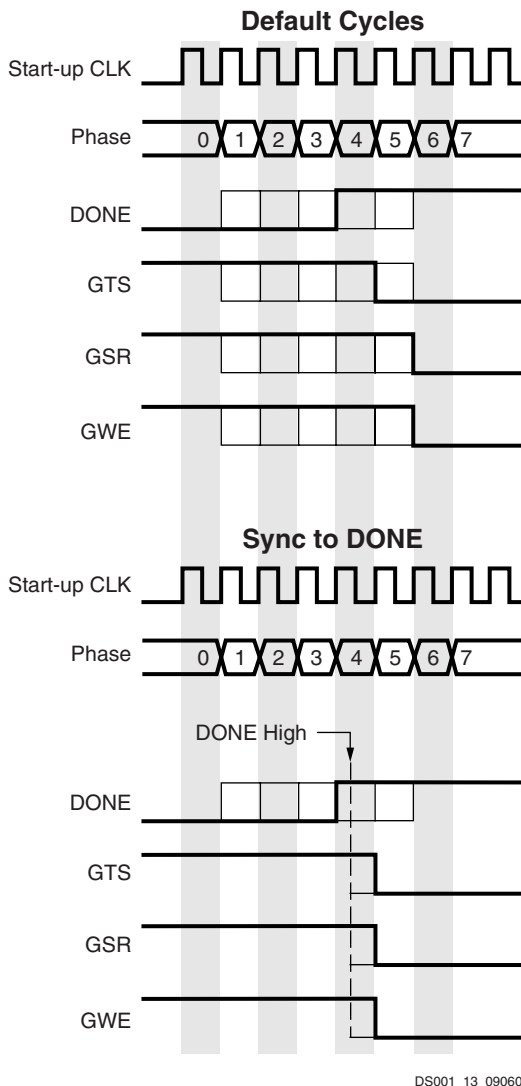 Default Cycles
Start-up CLK
Phase
0 1 2 3 4 5 6 7
DONE
GTS
GSR
GWE
Sync to DONE
Start-up CLK
Phase
0 1 2 3 4 5 6 7
DONE High
DONE
GTS
GSR
GWE
DS001_13_09060